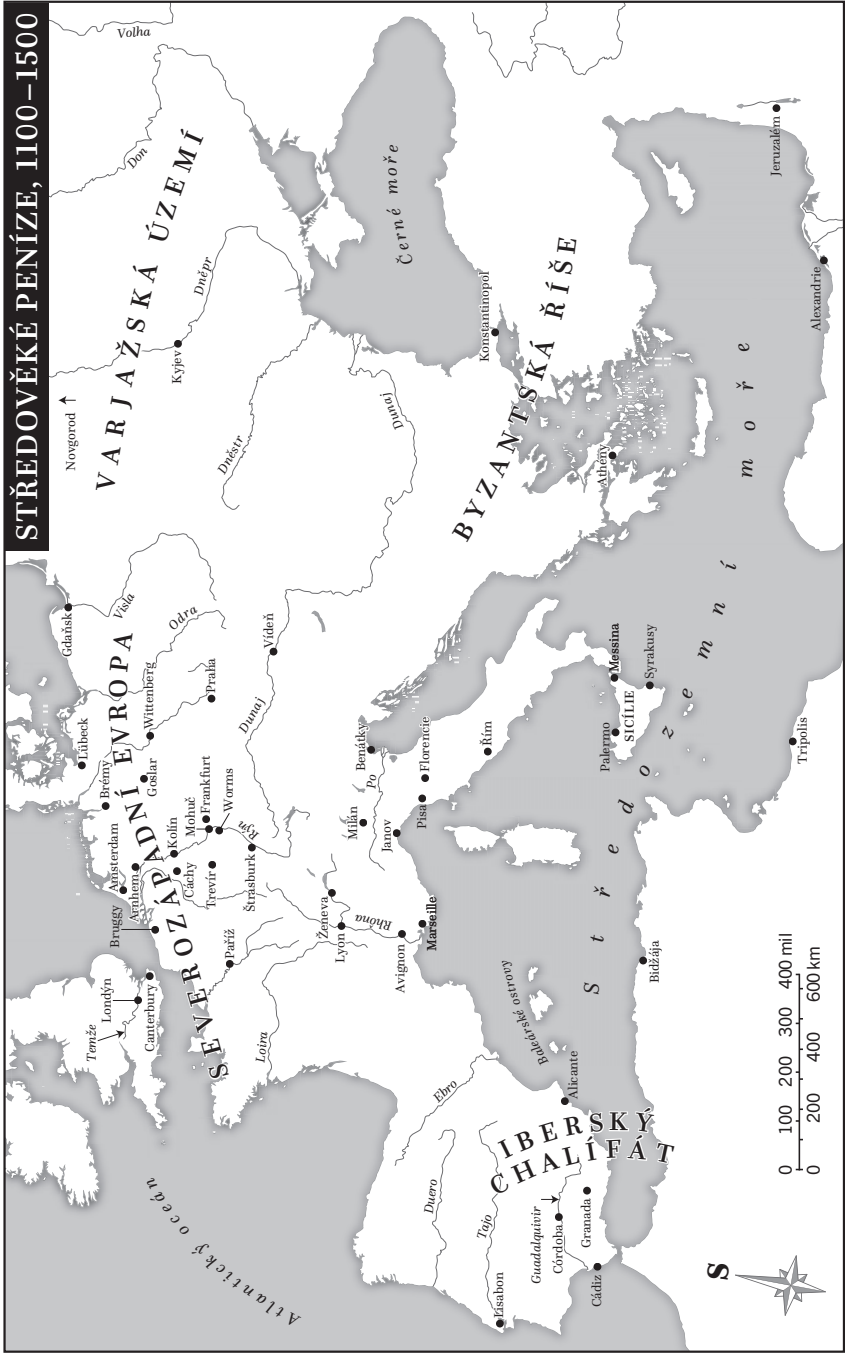 STŘEDOVĚKÉ PENÍZE, 1100–1500
Volha
Don
VARJAŽSKÁ ÚZEMÍ
Novgorod
Kyjev
Dněpr
Dněstr
Dunaj
Černé moře
Konstantinopol
BYZANTSKÁ ŘÍŠE
Athény
Jeruzalém
Alexandrie
Středozemní moře
Gdaňsk
Visla
Odra
SEVEROZÁPADNÍ EVROPA
Lübeck
Wittenberg
Praha
Vídeň
Dunaj
Brémy
Goslar
Amsterdam
Arnhem
Bruggy
Kolín
Mohuč
Frankfurt
Worms
Cáchy
Trevír
Rýn
Štrasburk
Londýn
Temže
Canterbury
Paříž
Loira
Ženeva
Lyon
Rhôna
Avignon
Marseille
Milán
Janov
Benátky
Po
Pisa
Florencie
Řím
Palermo
Messina
SICÍLIE
Syrakusy
Tripolis
Bidžája
Baleárské ostrovy
Alicante
Ebro
Duero
Tajo
IBERSKÝ
CHALÍFÁT
Guadalquivir
Córdoba
Granada
Cádiz
Lisabon
Atlantický oceán
0 100 200 300 400 mil
0 200 400 600 km
S